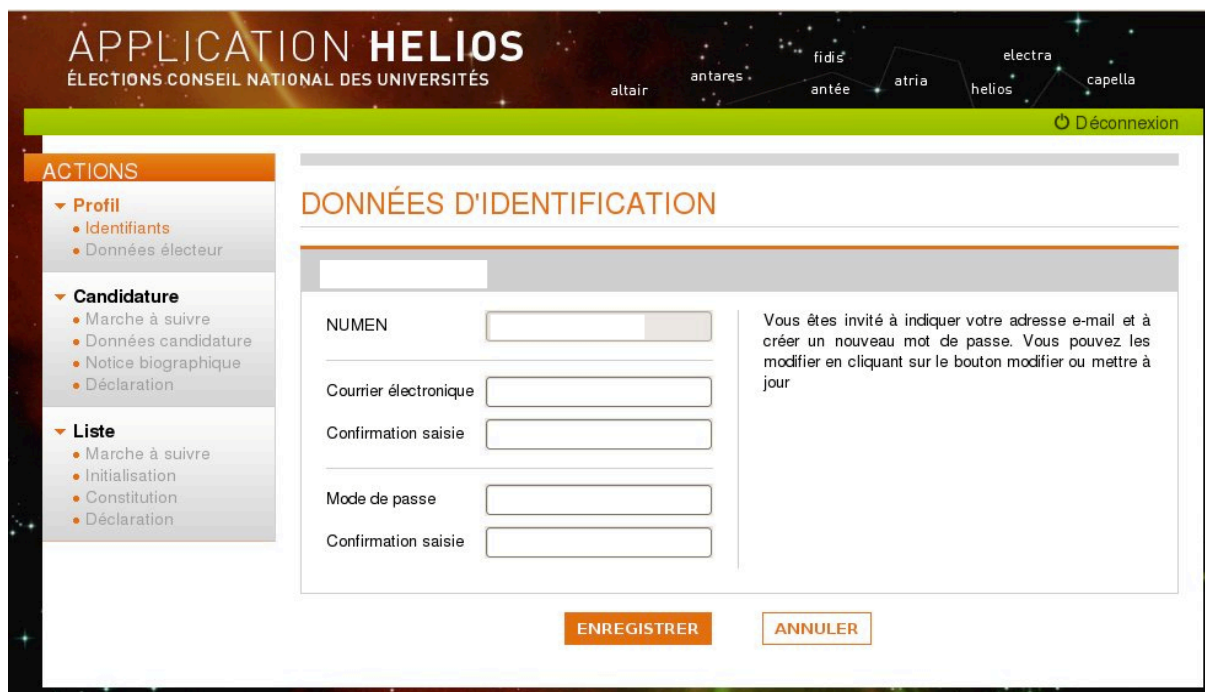 APPLICATION HELIOS
ÉLECTIONS CONSEIL NATIONAL DES UNIVERSITÉS
altair
antares
fidis
antée
atria
electra
helios
capella
Déconnexion
ACTIONS
Profil
Identifiants
Données électeur
Candidature
Marche à suivre
Données candidature
Notice biographique
Déclaration
Liste
Marche à suivre
Initialisation
Constitution
Déclaration
DONNÉES D'IDENTIFICATION
NUMEN
Courrier électronique
Confirmation saisie
Mode de passe
Confirmation saisie
Vous êtes invité à indiquer votre adresse e-mail et à
créer un nouveau mot de passe. Vous pouvez les
modifier en cliquant sur le bouton modifier ou mettre à
jour
ENREGISTRER
ANNULER